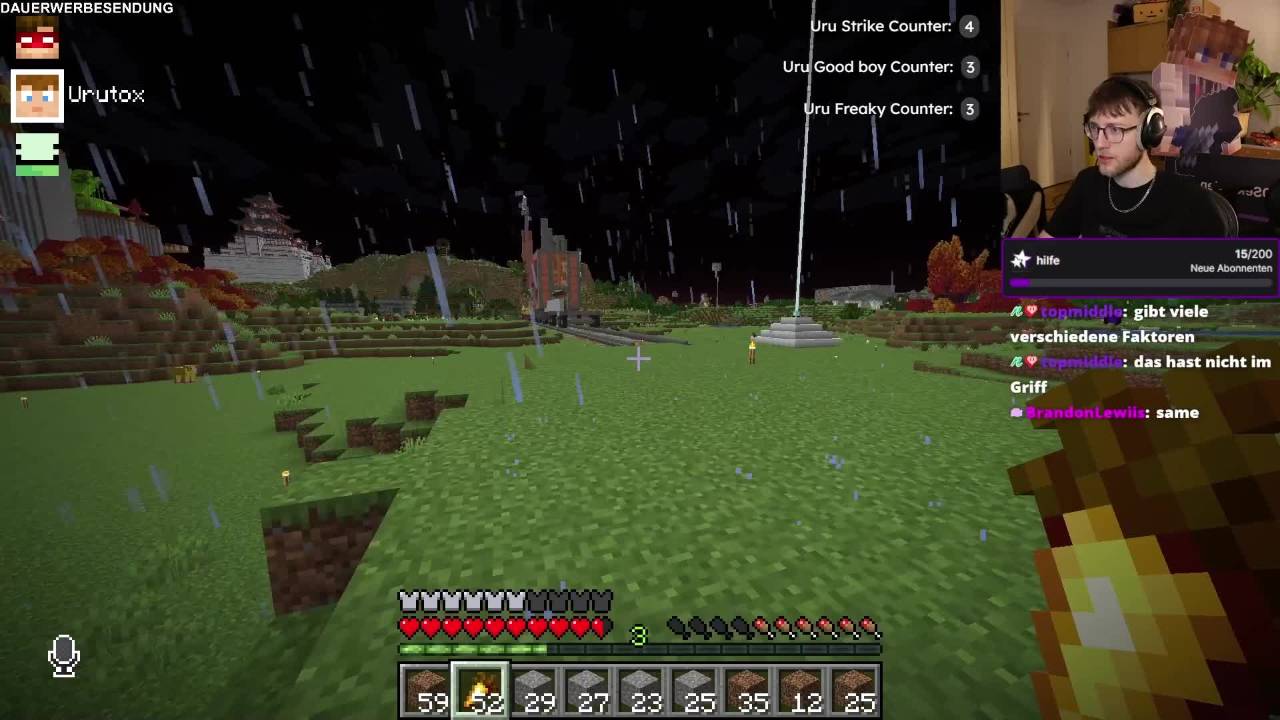 DAUERWERBESENDUNG
Urutox
Uru Strike Counter: 4
Uru Good boy Counter: 3
Uru Freaky Counter: 3
hilfe
15/200
Neue Abonnenten
topmiddle: gibt viele
verschiedene Faktoren
topmiddle: das hast nicht im
Griff
BrandonLewiis: same
3
59 52 29 27 23 25 35 12 25